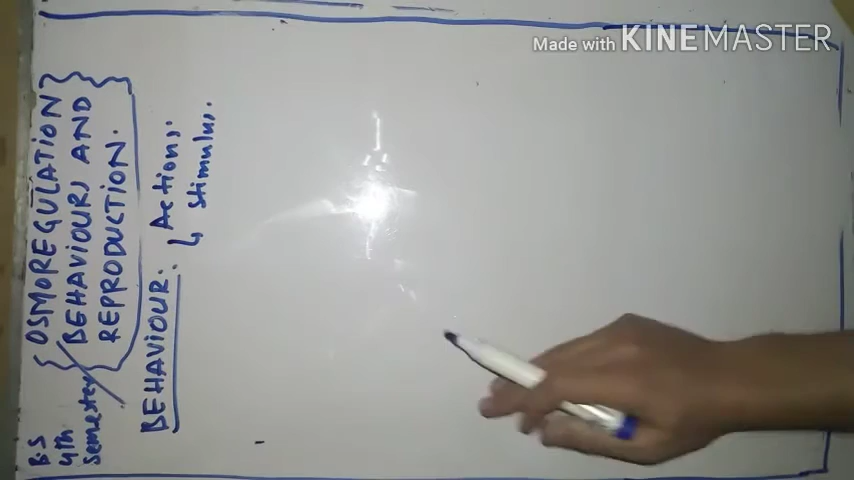 B.S
4th
Semester
OSMOREGULATION
BEHAVIOUR, AND
REPRODUCTION.
BEHAVIOUR. Actions.
↳ Stimulus.
Made with KINEMASTER